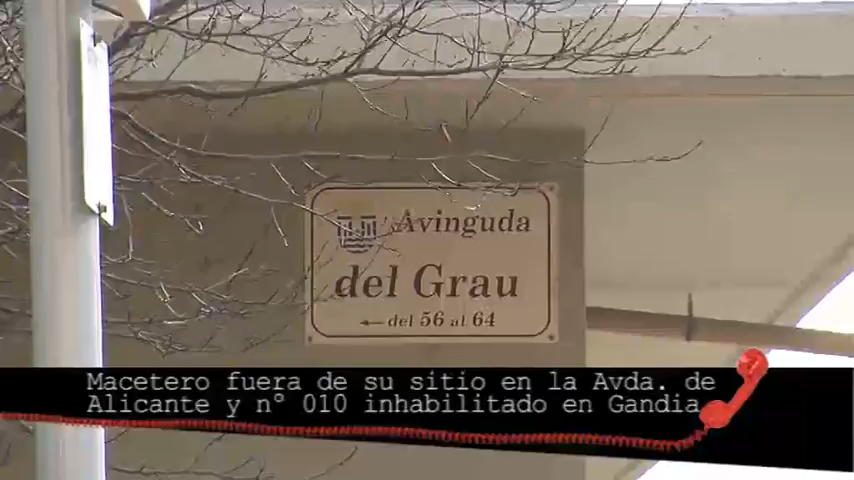 Avinguda
del Grau
←del 56 al 64
Macetero fuera de su sitio en la Avda. de
Alicante y nº 010 inhabilitado en Gandia